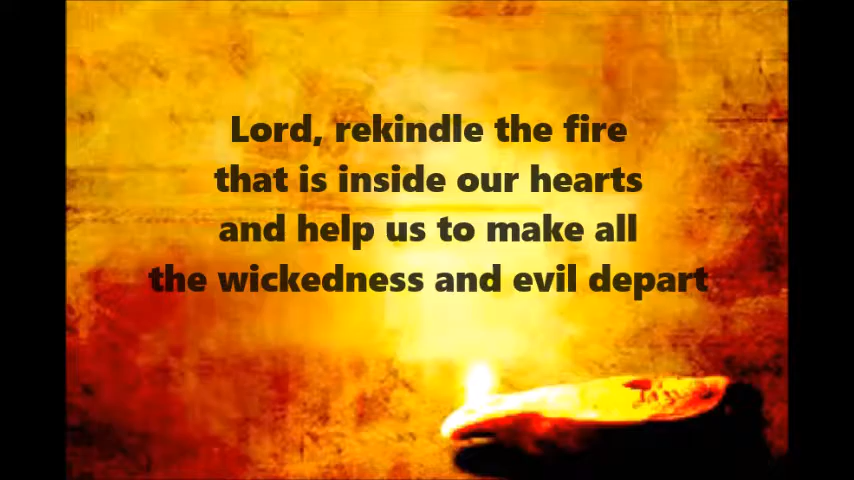 Lord, rekindle the fire
that is inside our hearts
and help us to make all
the wickedness and evil depart